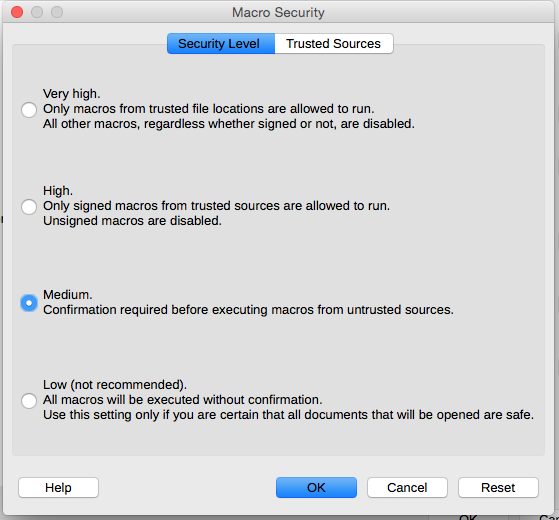 Macro Security
Security Level
Trusted Sources
Very high.
Only macros from trusted file locations are allowed to run.
All other macros, regardless whether signed or not, are disabled.
High.
Only signed macros from trusted sources are allowed to run.
Unsigned macros are disabled.
Medium.
Confirmation required before executing macros from untrusted sources.
Low (not recommended).
All macros will be executed without confirmation.
Use this setting only if you are certain that all documents that will be opened are safe.
Help
OK
Cancel
Reset